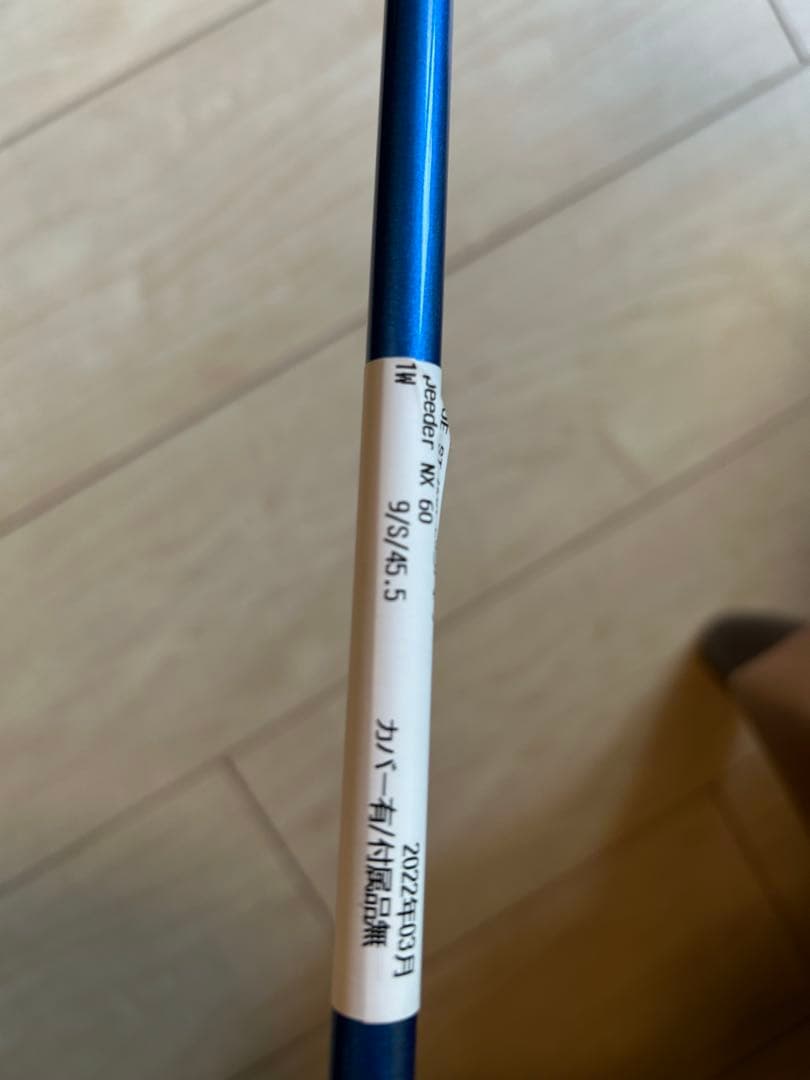 peeder NX 60
1W
9/S/45.5
2022年03月
カバー有/付属品無